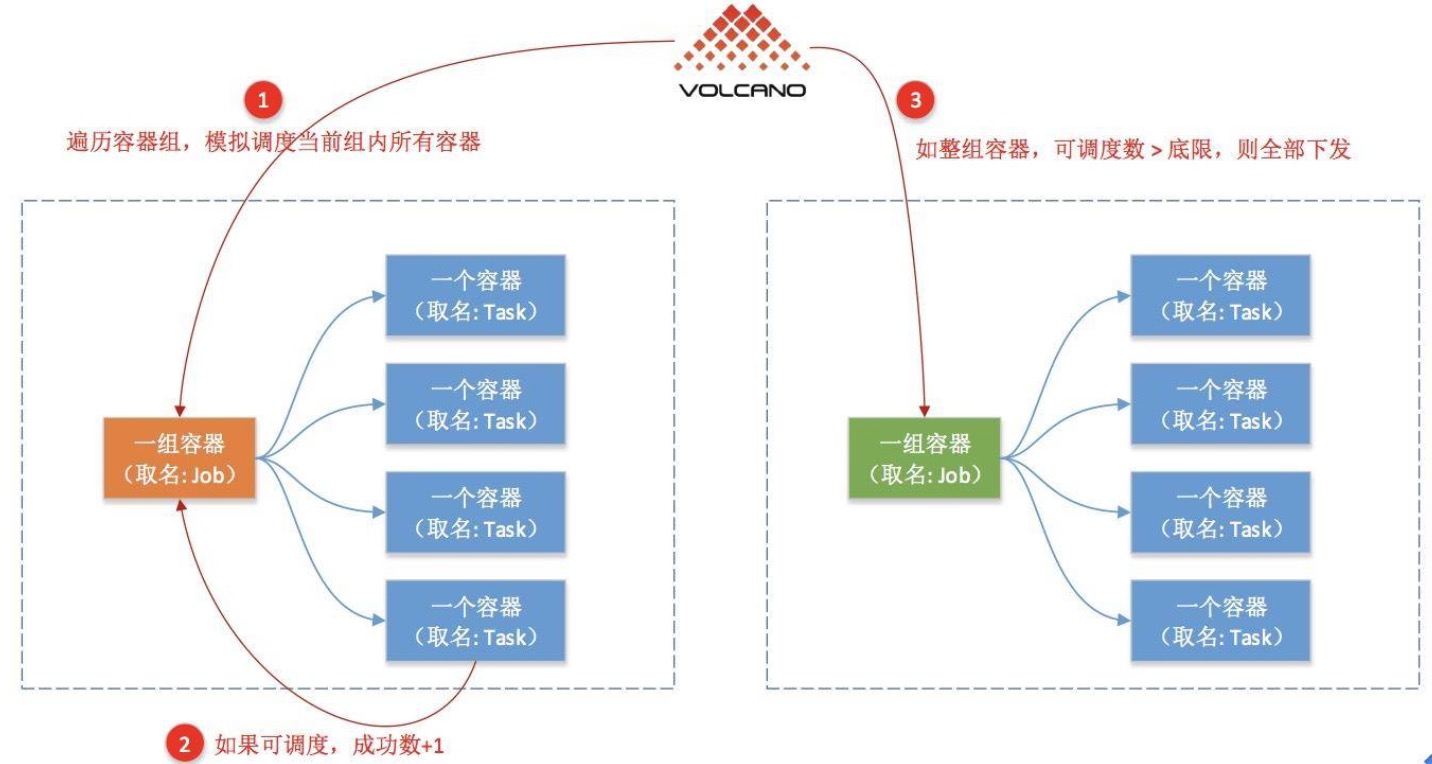 VOLCANO
1
遍历容器组，模拟调度当前组内所有容器
3
如整组容器，可调度数 > 底限，则全部下发
一个容器
（取名: Task）
一个容器
（取名: Task）
一组容器
（取名: Job）
一个容器
（取名: Task）
一个容器
（取名: Task）
一个容器
（取名: Task）
一个容器
（取名: Task）
一组容器
（取名: Job）
一个容器
（取名: Task）
一个容器
（取名: Task）
2
如果可调度，成功数+1